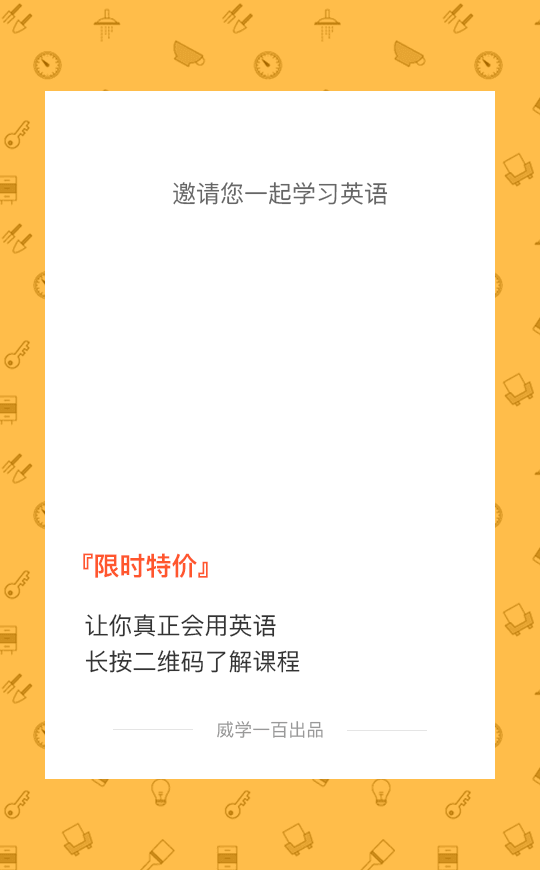 邀请您一起学习英语
『限时特价』
让你真正会用英语
长按二维码了解课程
威学一百出品